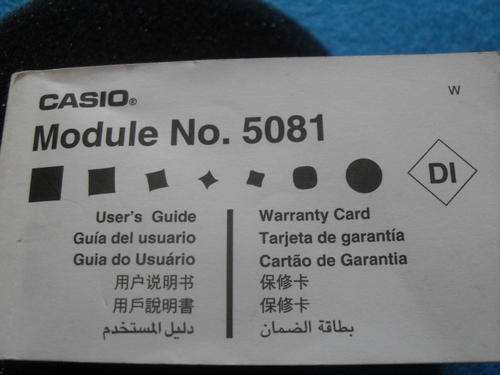 CASIO®
W
Module No. 5081
DI
User's Guide
Guía del usuario
Guia do Usuário
用户说明书
用戶說明書
دليل المستخدم
Warranty Card
Tarjeta de garantía
Cartão de Garantia
保修卡
保修卡
بطاقة الضمان